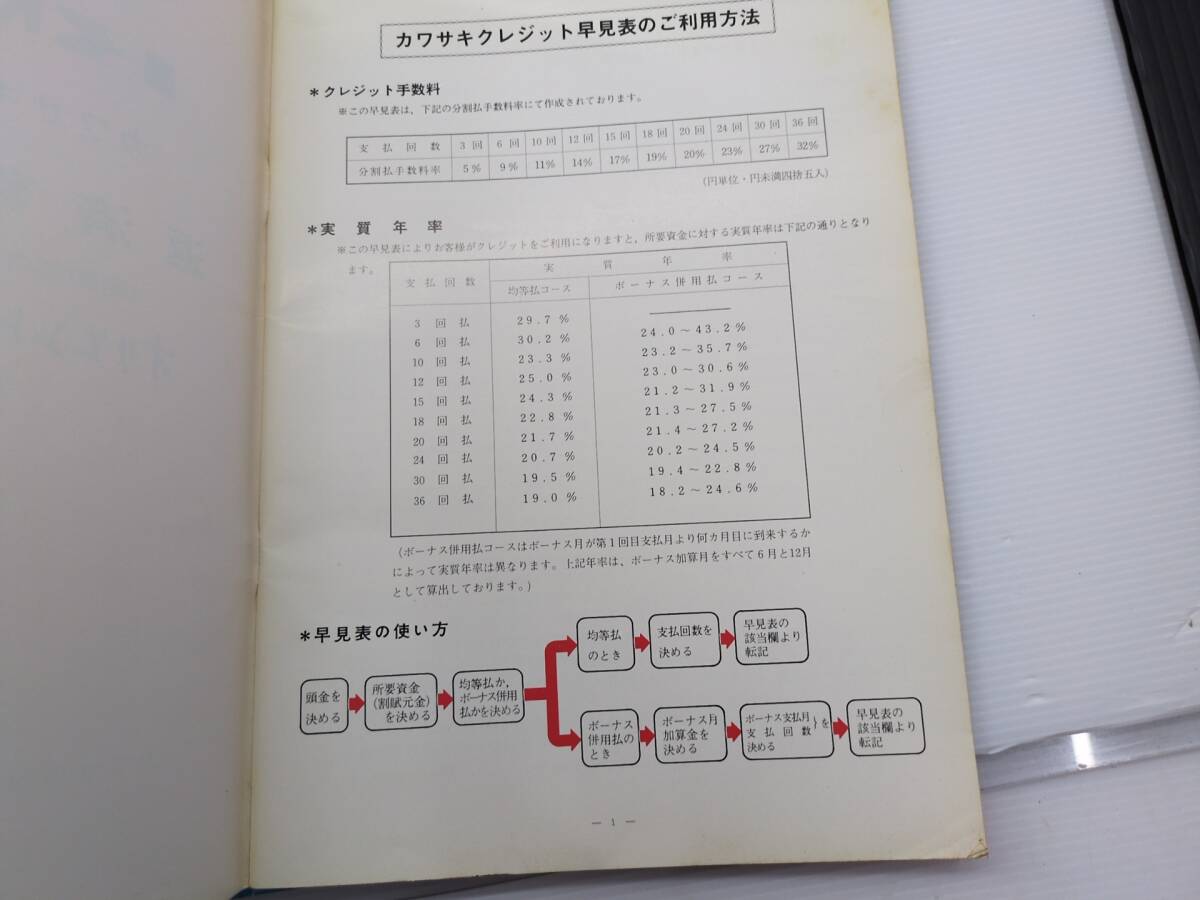 カワサキクレジット早見表のご利用方法
＊クレジット手数料
※この早見表は、下記の分割払手数料率にて作成されております。
支払回数 3回 6回 10回 12回 15回 18回 20回 24回 30回 36回
分割払手数料率 5% 9% 11% 14% 17% 19% 20% 23% 27% 32%
(円単位・円未満四捨五入)
＊実質年率
※この早見表によりお客様がクレジットをご利用になりますと，所要資金に対する実質年率は下記の通りとなり
ます。
支払回数 実質年率
均等払コース ボーナス併用払コース
3回払 29.7% ――――
6回払 30.2% 24.0～43.2%
10回払 23.3% 23.2～35.7%
12回払 25.0% 23.0～30.6%
15回払 24.3% 21.2～31.9%
18回払 22.8% 21.3～27.5%
20回払 21.7% 21.4～27.2%
24回払 20.7% 20.2～24.5%
30回払 19.5% 19.4～22.8%
36回払 19.0% 18.2～24.6%
(ボーナス併用払コースはボーナス月が第1回目支払月より何カ月目に到来するか
によって実質年率は異なります。上記年率は、ボーナス加算月をすべて6月と12月
として算出しております。)
＊早見表の使い方
頭金を
決める
所要資金
(割賦元金)
を決める
均等払か，
ボーナス併用
払かを決める
均等払
のとき
支払回数を
決める
早見表の
該当欄より
転記
ボーナス
併用払の
とき
ボーナス月
加算金を
決める
ボーナス支払月
支払回数}を
決める
早見表の
該当欄より
転記
― 1 ―